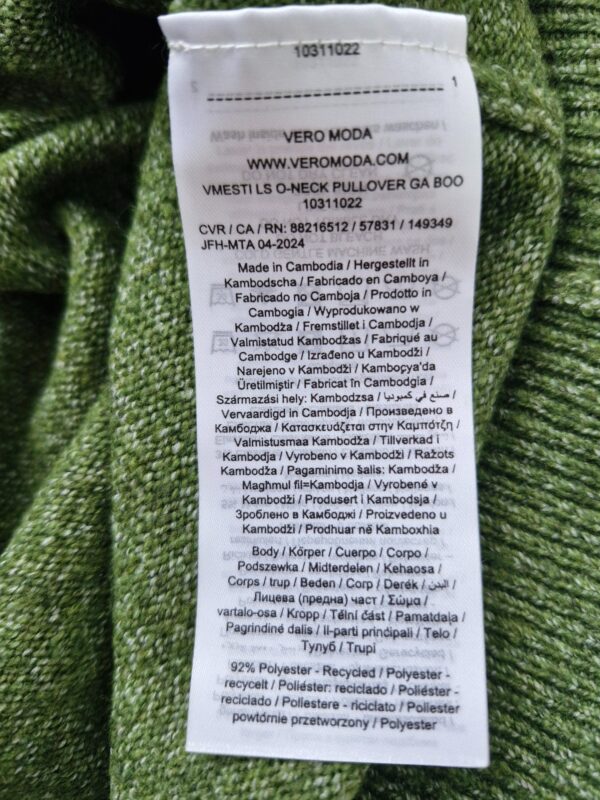 10311022
1
VERO MODA
WWW.VEROMODA.COM
VMESTI LS O-NECK PULLOVER GA BOO
10311022
CVR / CA / RN: 88216512 / 57831 / 149349
JFH-MTA 04-2024
Made in Cambodia / Hergestellt in
Kambodscha / Fabricado en Camboya /
Fabricado no Camboja / Prodotto in
Cambogia / Wyprodukowano w
Kambodża / Fremstillet i Cambodja /
Valmistatud Kambodžas / Fabriqué au
Cambodge / Izrađeno u Kambodži /
Narejeno v Kambodži / Kamboçya'da
Üretilmiştir / Fabricat în Cambodgia /
Származási hely: Kambodzsa / صنع في كمبوديا /
Vervaardigd in Cambodja / Произведено в
Камбоджа / Κατασκευάζεται στην Καμπότζη /
Valmistusmaa Kambodža / Tillverkad i
Kambodja / Vyrobeno v Kambodži / Ražots
Kambodža / Pagaminimo šalis: Kambodža /
Magħmul fil=Kambodja / Vyrobené v
Kambodži / Produsert i Kambodsja /
Зроблено в Камбоджі / Proizvedeno u
Kambodži / Prodhuar në Kamboxhia
Body / Körper / Cuerpo / Corpo /
Podszewka / Midterdelen / Kehaosa /
Corps / trup / Beden / Corp / Derék / البدن /
Лицева (предна) част / Σώμα /
vartalo-osa / Kropp / Tělní část / Pamatdaļa /
Pagrindinė dalis / Il-parti prinċipali / Telo /
Тулуб / Trupi
92% Polyester - Recycled / Polyester -
recycelt / Poliéster: reciclado / Poliéster -
reciclado / Poliestere - riciclato / Poliester
powtórnie przetworzony / Polyester